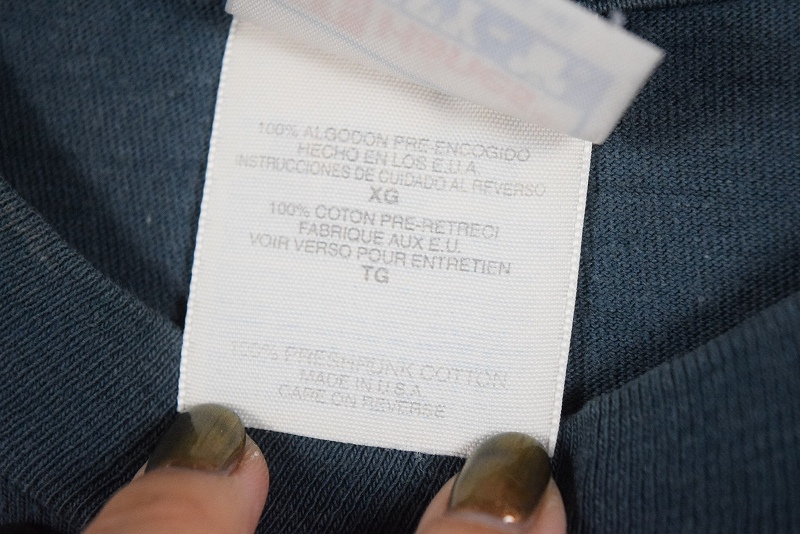 100% ALGODON PRE ENCOGIDO
HECHO EN LOS E.U.A.
INSTRUCCIONES DE CUIDADO AL REVERSO
XG
100% COTON PRE-RETRECI
FABRIQUE AUX E.U.
VOIR VERSO POUR ENTRETIEN
TG
100% PRESHRUNK COTTON
MADE IN U.S.A.
CARE ON REVERSE